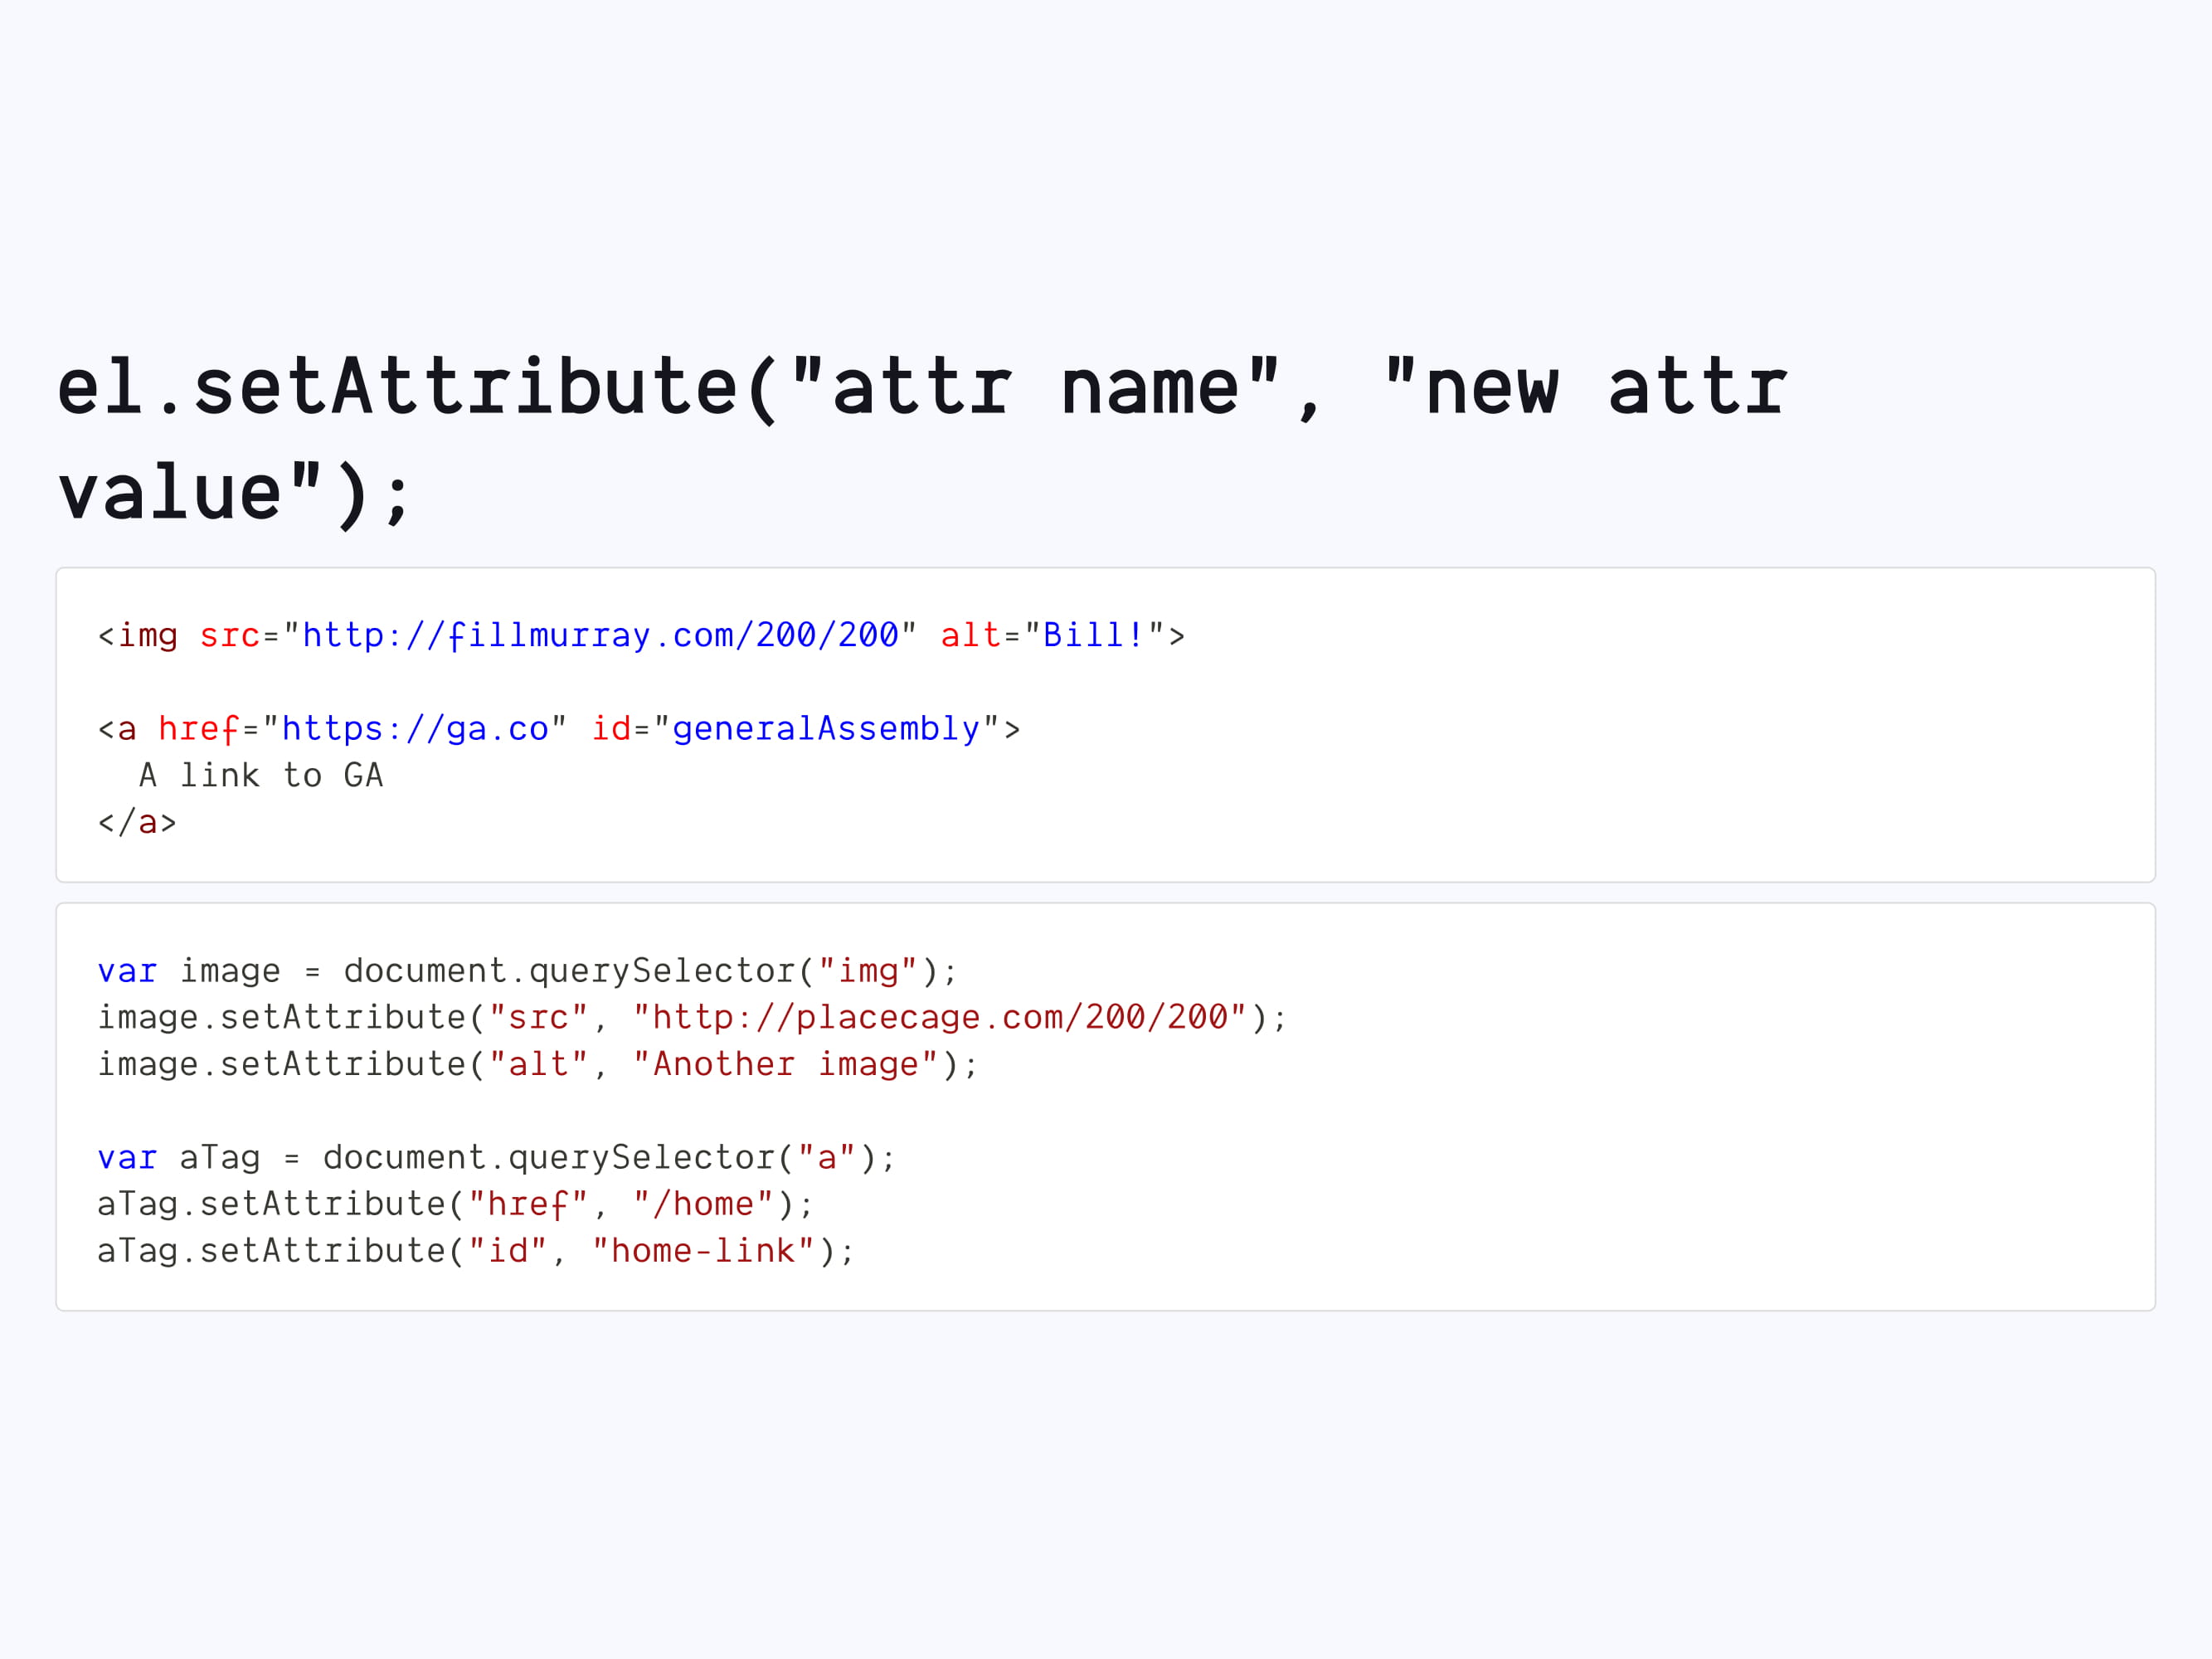 el.setAttribute("attr name", "new attr
value");
<img src="http://fillmurray.com/200/200" alt="Bill!">
<a href="https://ga.co" id="generalAssembly">
  A link to GA
</a>
var image = document.querySelector("img");
image.setAttribute("src", "http://placecage.com/200/200");
image.setAttribute("alt", "Another image");
var aTag = document.querySelector("a");
aTag.setAttribute("href", "/home");
aTag.setAttribute("id", "home-link");